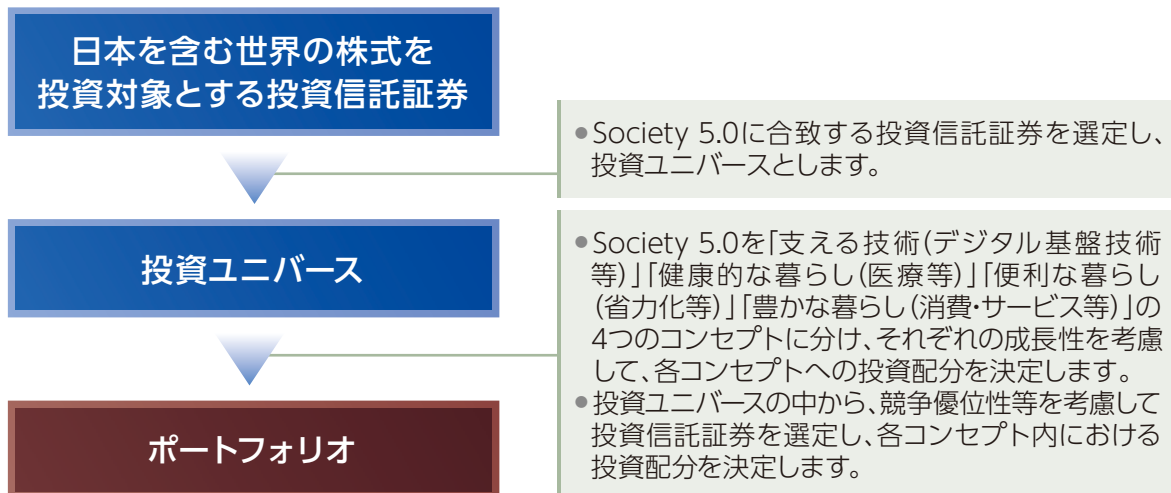 日本を含む世界の株式を
投資対象とする投資信託証券
●Society 5.0に合致する投資信託証券を選定し、
投資ユニバースとします。
投資ユニバース
●Society 5.0を「支える技術(デジタル基盤技術
等)」「健康的な暮らし(医療等)」「便利な暮らし
(省力化等)」「豊かな暮らし(消費・サービス等)」の
4つのコンセプトに分け、それぞれの成長性を考慮
して、各コンセプトへの投資配分を決定します。
●投資ユニバースの中から、競争優位性等を考慮して
投資信託証券を選定し、各コンセプト内における
投資配分を決定します。
ポートフォリオ